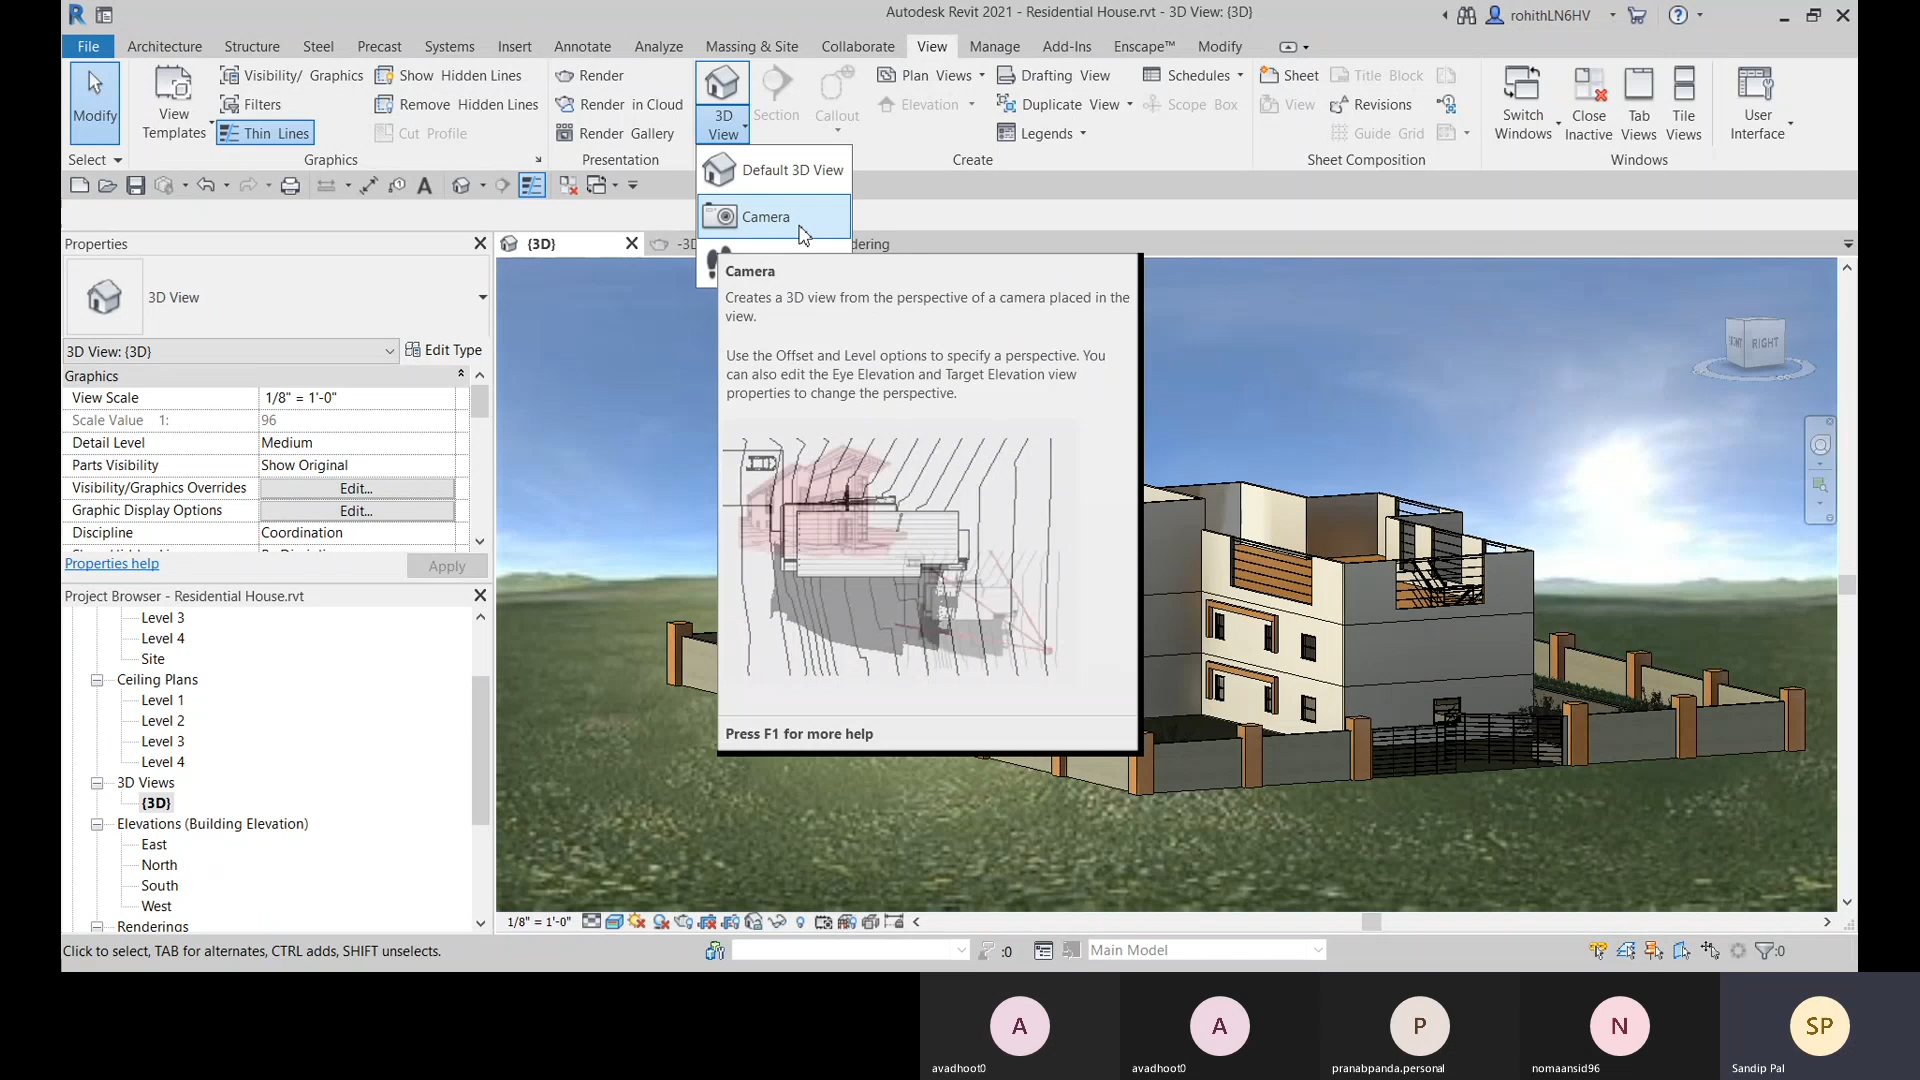 Autodesk Revit 2021 - Residential House.rvt - 3D View: {3D}
rohithLN6HV
File Architecture Structure Steel Precast Systems Insert Annotate Analyze Massing & Site Collaborate View Manage Add-Ins Enscape™ Modify
Modify
View Templates
Visibility/ Graphics
Filters
Thin Lines
Show Hidden Lines
Remove Hidden Lines
Cut Profile
Render
Render in Cloud
Render Gallery
3D View
Section
Callout
Plan Views
Elevation
Drafting View
Duplicate View
Legends
Schedules
Scope Box
Sheet
View
Title Block
Revisions
Guide Grid
Switch Windows
Close Inactive
Tab Views
Tile Views
User Interface
Select Graphics Presentation Create Sheet Composition Windows
Default 3D View
Camera
Properties
{3D}
-3D
dering
Camera
Creates a 3D view from the perspective of a camera placed in the
view.
Use the Offset and Level options to specify a perspective. You
can also edit the Eye Elevation and Target Elevation view
properties to change the perspective.
Press F1 for more help
RIGHT
3D View
3D View: {3D} Edit Type
Graphics
View Scale 1/8" = 1'-0"
Scale Value 1: 96
Detail Level Medium
Parts Visibility Show Original
Visibility/Graphics Overrides Edit...
Graphic Display Options Edit...
Discipline Coordination
Properties help Apply
Project Browser - Residential House.rvt
Level 3
Level 4
Site
Ceiling Plans
Level 1
Level 2
Level 3
Level 4
3D Views
{3D}
Elevations (Building Elevation)
East
North
South
West
Renderings
1/8" = 1'-0"
Click to select, TAB for alternates, CTRL adds, SHIFT unselects.
:0
Main Model
:0
A
A
P
N
SP
avadhoot0
avadhoot0
pranabpanda.personal
nomaansid96
Sandip Pal